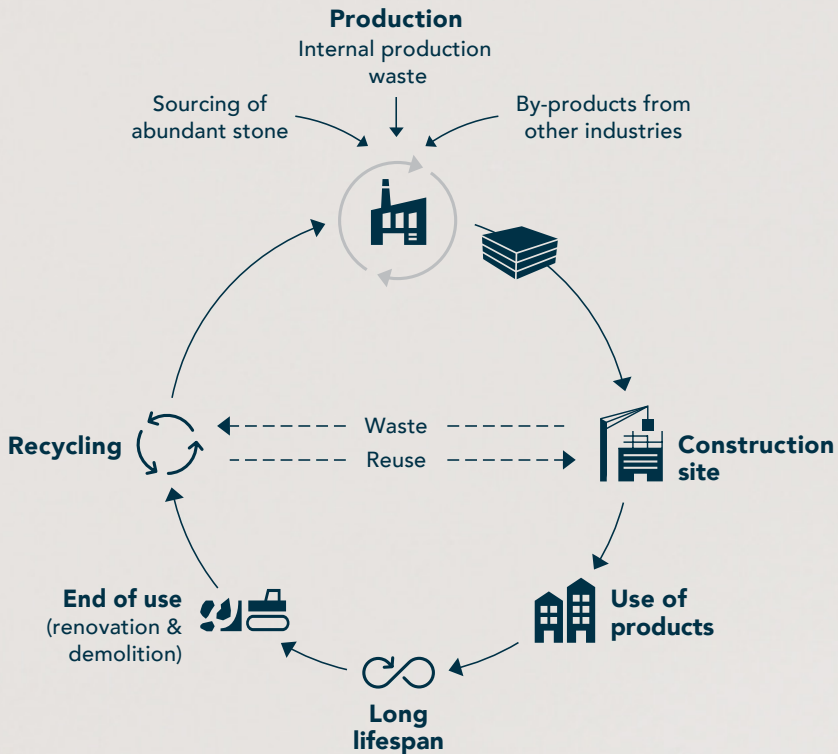 Production
Internal production
waste
Sourcing of
abundant stone
By-products from
other industries
Recycling
Waste
Reuse
Construction
site
End of use
(renovation &
demolition)
Use of
products
Long
lifespan